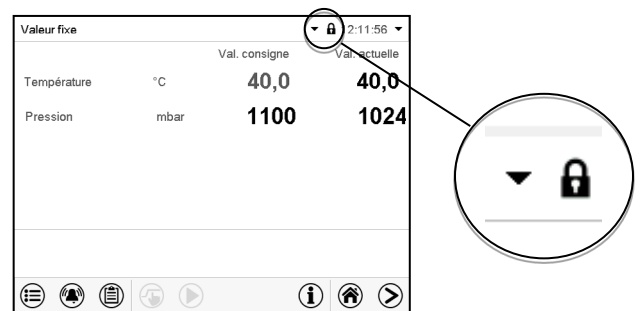 Valeur fixe 2:11:56
Val. consigne Val. actuelle
Température °C 40,0 40,0
Pression mbar 1100 1024